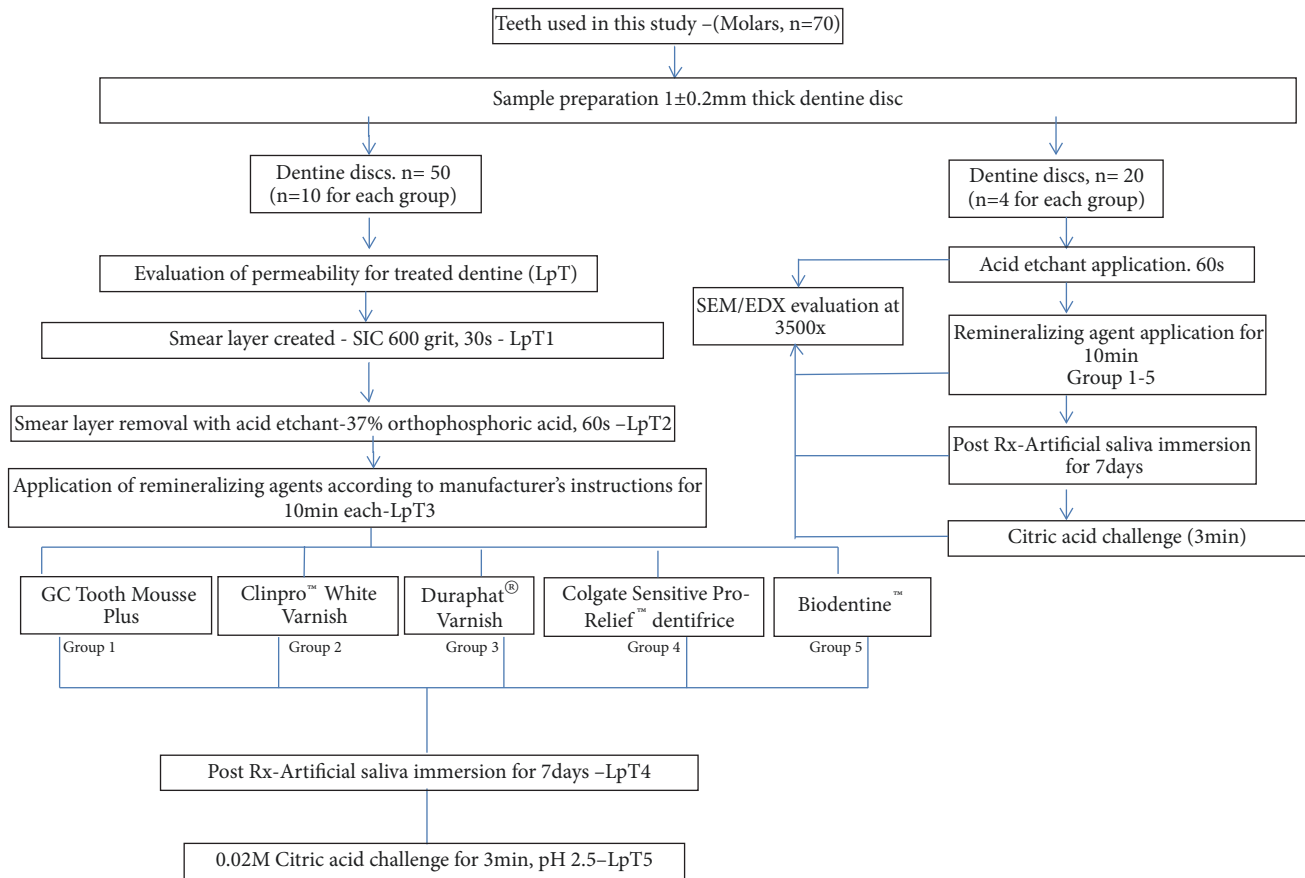 Teeth used in this study –(Molars, n=70)
Sample preparation 1±0.2mm thick dentine disc
Dentine discs. n= 50
(n=10 for each group)
Evaluation of permeability for treated dentine (LpT)
Smear layer created - SIC 600 grit, 30s - LpT1
Smear layer removal with acid etchant-37% orthophosphoric acid, 60s –LpT2
Application of remineralizing agents according to manufacturer's instructions for
10min each-LpT3
GC Tooth Mousse
Plus
Group 1
Clinpro™ White
Varnish
Group 2
Duraphat®
Varnish
Group 3
Colgate Sensitive Pro-
Relief™ dentifrice
Group 4
Biodentine™
Group 5
Post Rx-Artificial saliva immersion for 7days –LpT4
0.02M Citric acid challenge for 3min, pH 2.5–LpT5
Dentine discs, n= 20
(n=4 for each group)
Acid etchant application. 60s
SEM/EDX evaluation at
3500x
Remineralizing agent application for
10min
Group 1-5
Post Rx-Artificial saliva immersion
for 7days
Citric acid challenge (3min)